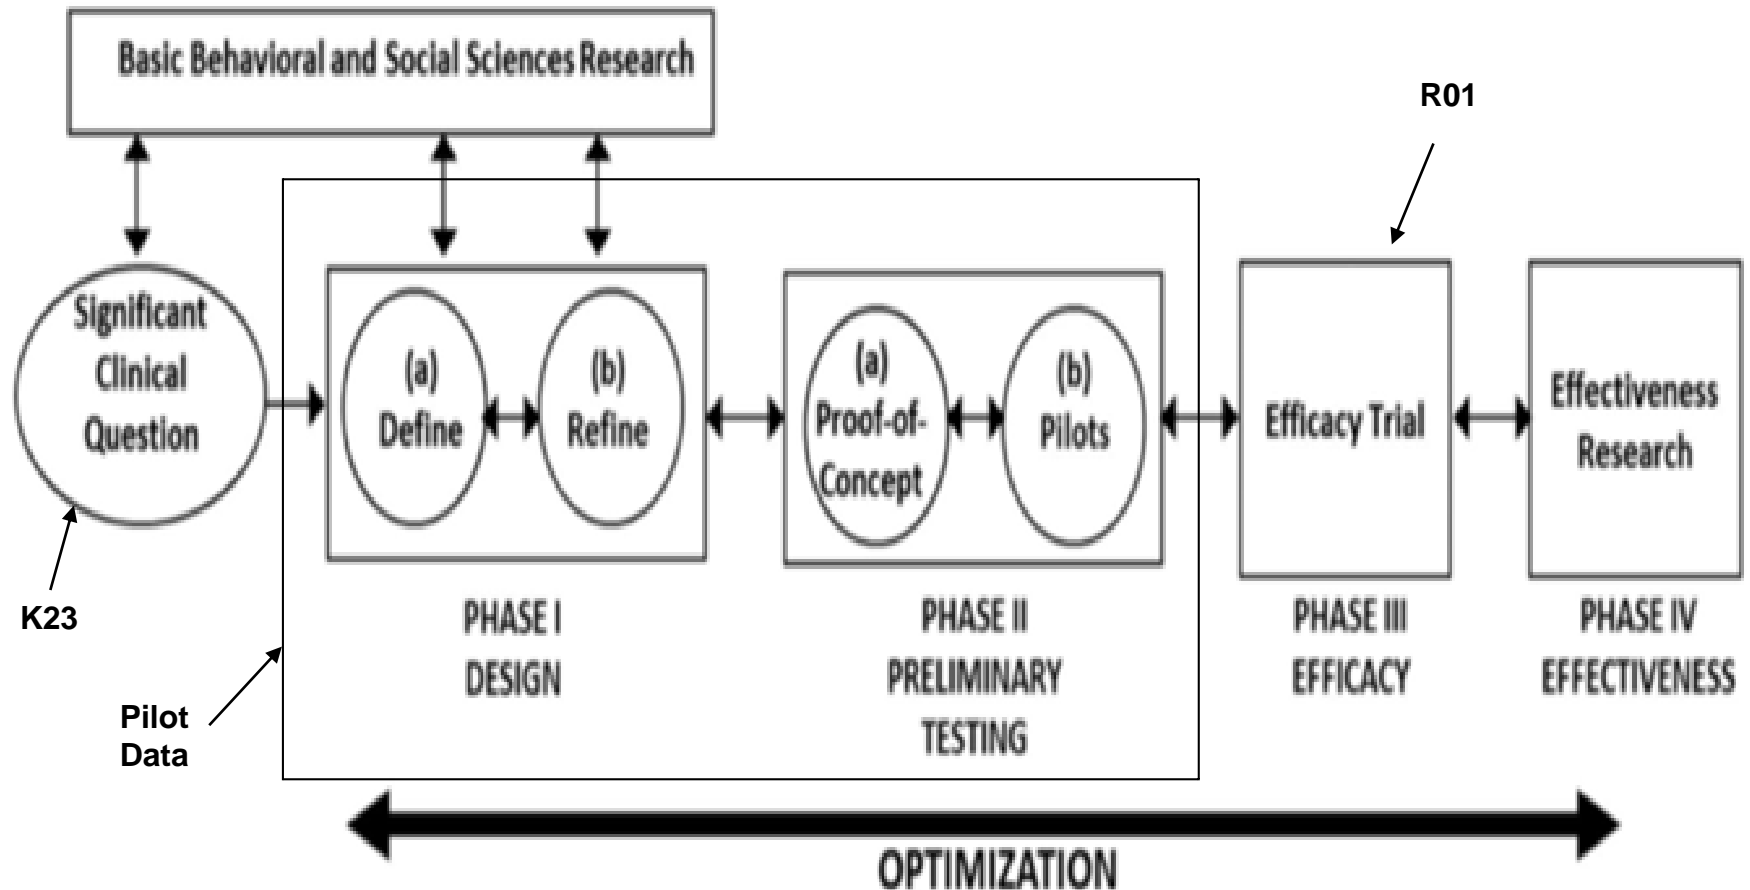 Basic Behavioral and Social Sciences Research
R01
Significant
Clinical
Question
(a)
Define
(b)
Refine
(a)
Proof-of-
Concept
(b)
Pilots
Efficacy Trial
Effectiveness
Research
K23
Pilot
Data
PHASE I
DESIGN
PHASE II
PRELIMINARY
TESTING
PHASE III
EFFICACY
PHASE IV
EFFECTIVENESS
OPTIMIZATION